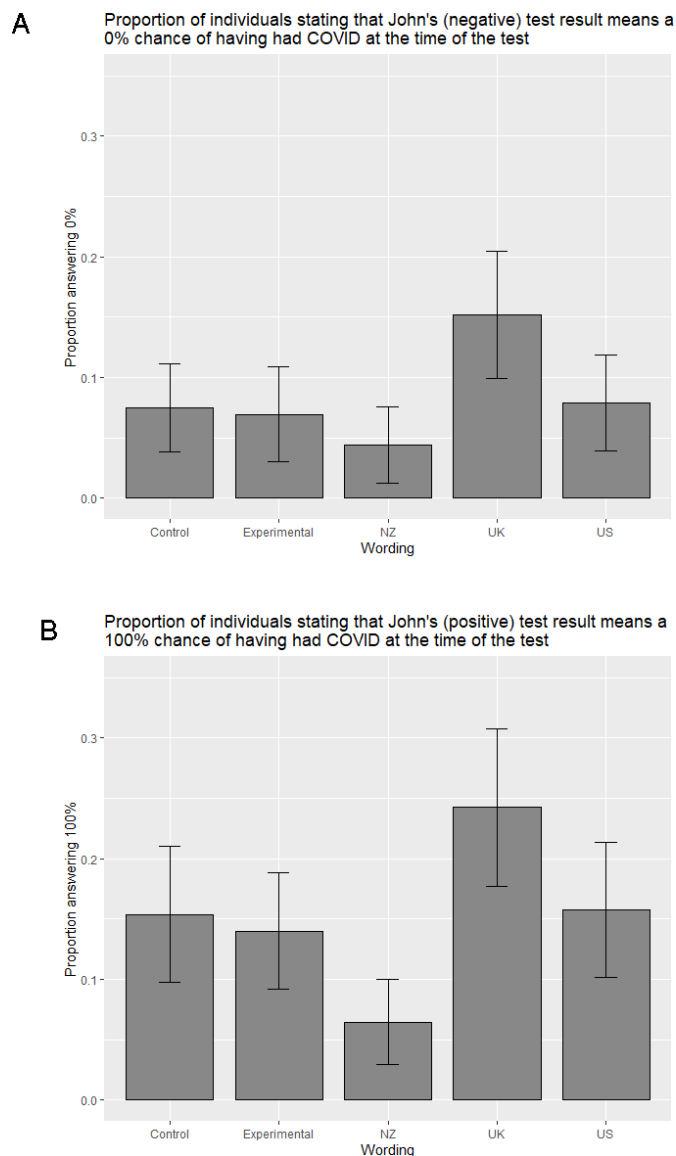 A
Proportion of individuals stating that John's (negative) test result means a
0% chance of having had COVID at the time of the test
Proportion answering 0%
0.3
0.2
0.1
0.0
Control Experimental NZ UK US
Wording
B
Proportion of individuals stating that John's (positive) test result means a
100% chance of having had COVID at the time of the test
Proportion answering 100%
0.3
0.2
0.1
0.0
Control Experimental NZ UK US
Wording